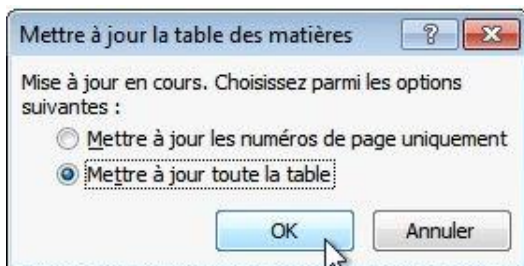 Mettre à jour la table des matières
Mise à jour en cours. Choisissez parmi les options
suivantes :
Mettre à jour les numéros de page uniquement
Mettre à jour toute la table
OK
Annuler